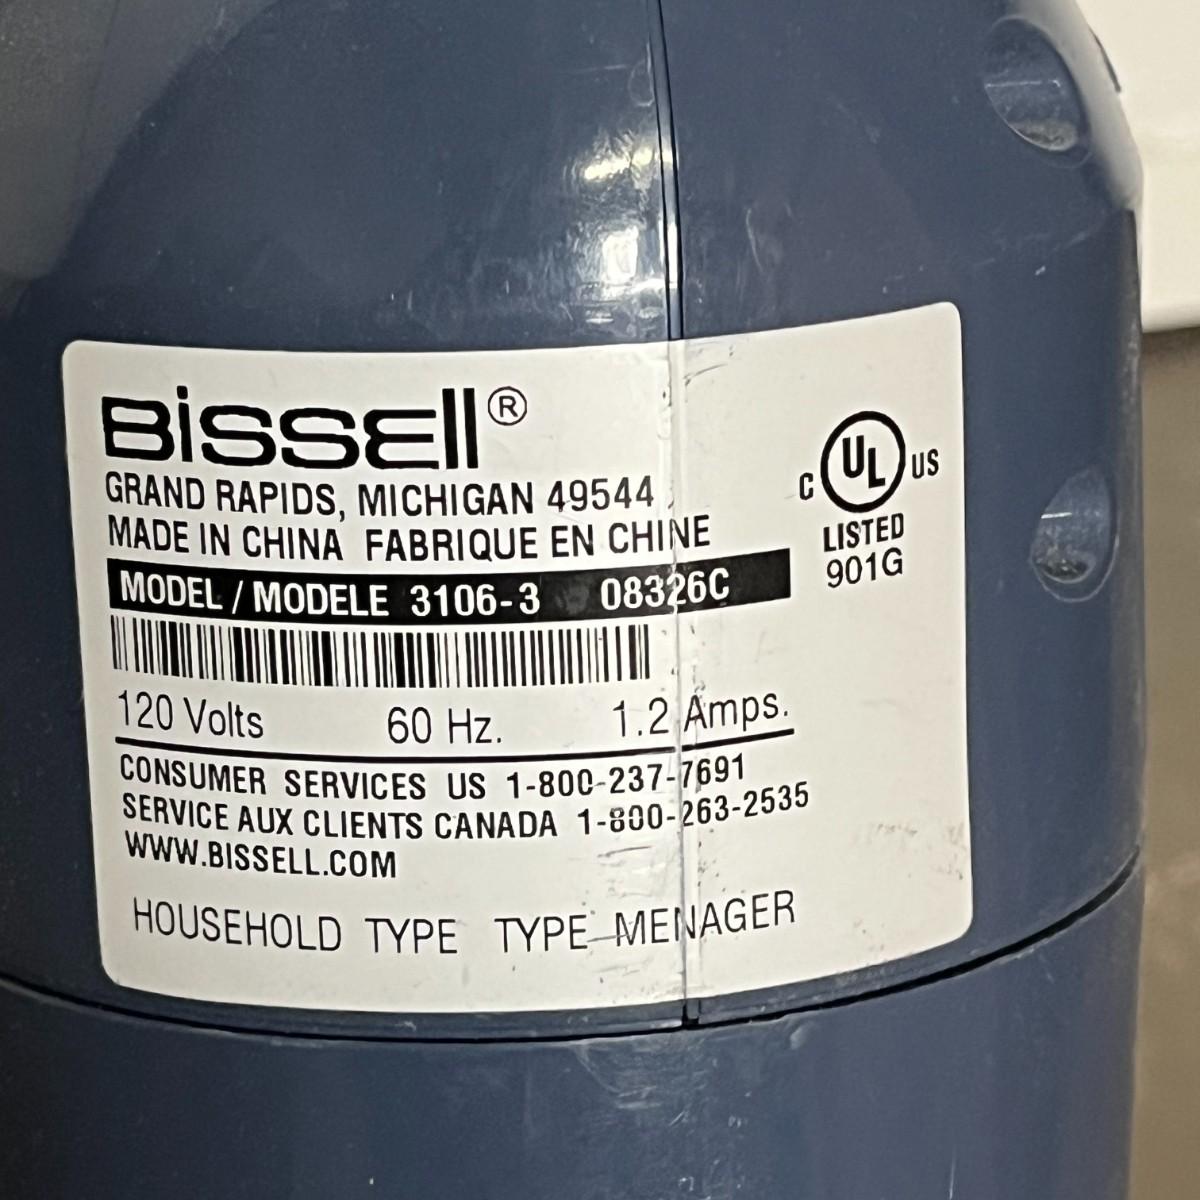 BISSELL®
GRAND RAPIDS, MICHIGAN 49544
MADE IN CHINA FABRIQUE EN CHINE
MODEL / MODELE 3106-3 08326C
120 Volts 60 Hz. 1.2 Amps.
CONSUMER SERVICES US 1-800-237-7691
SERVICE AUX CLIENTS CANADA 1-800-263-2535
WWW.BISSELL.COM
HOUSEHOLD TYPE TYPE MENAGER
C UL US
LISTED
901G